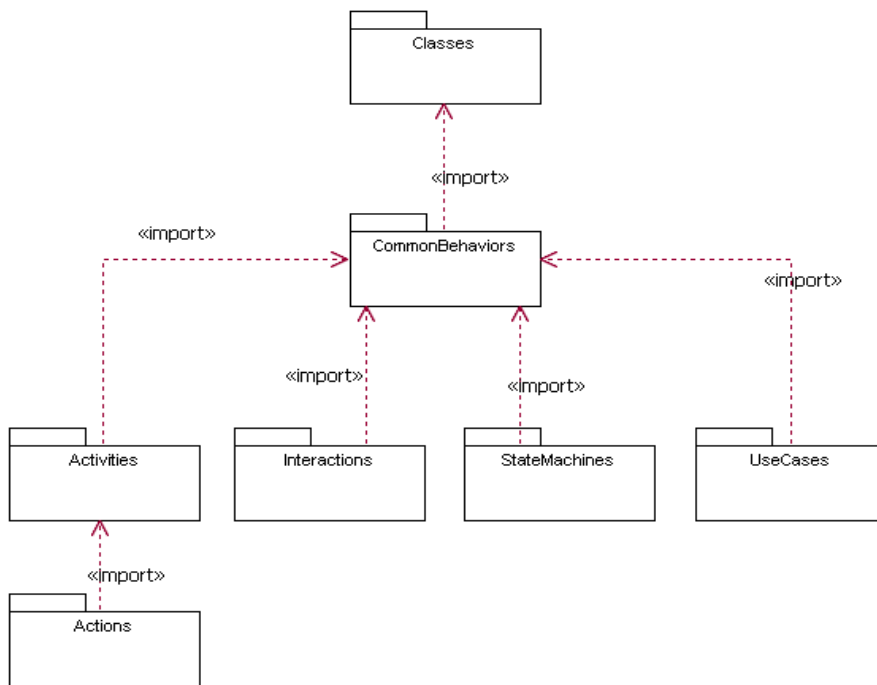 Classes
«import»
«import»
CommonBehaviors
«import»
«import»
«import»
Activities
Interactions
StateMachines
UseCases
«import»
Actions